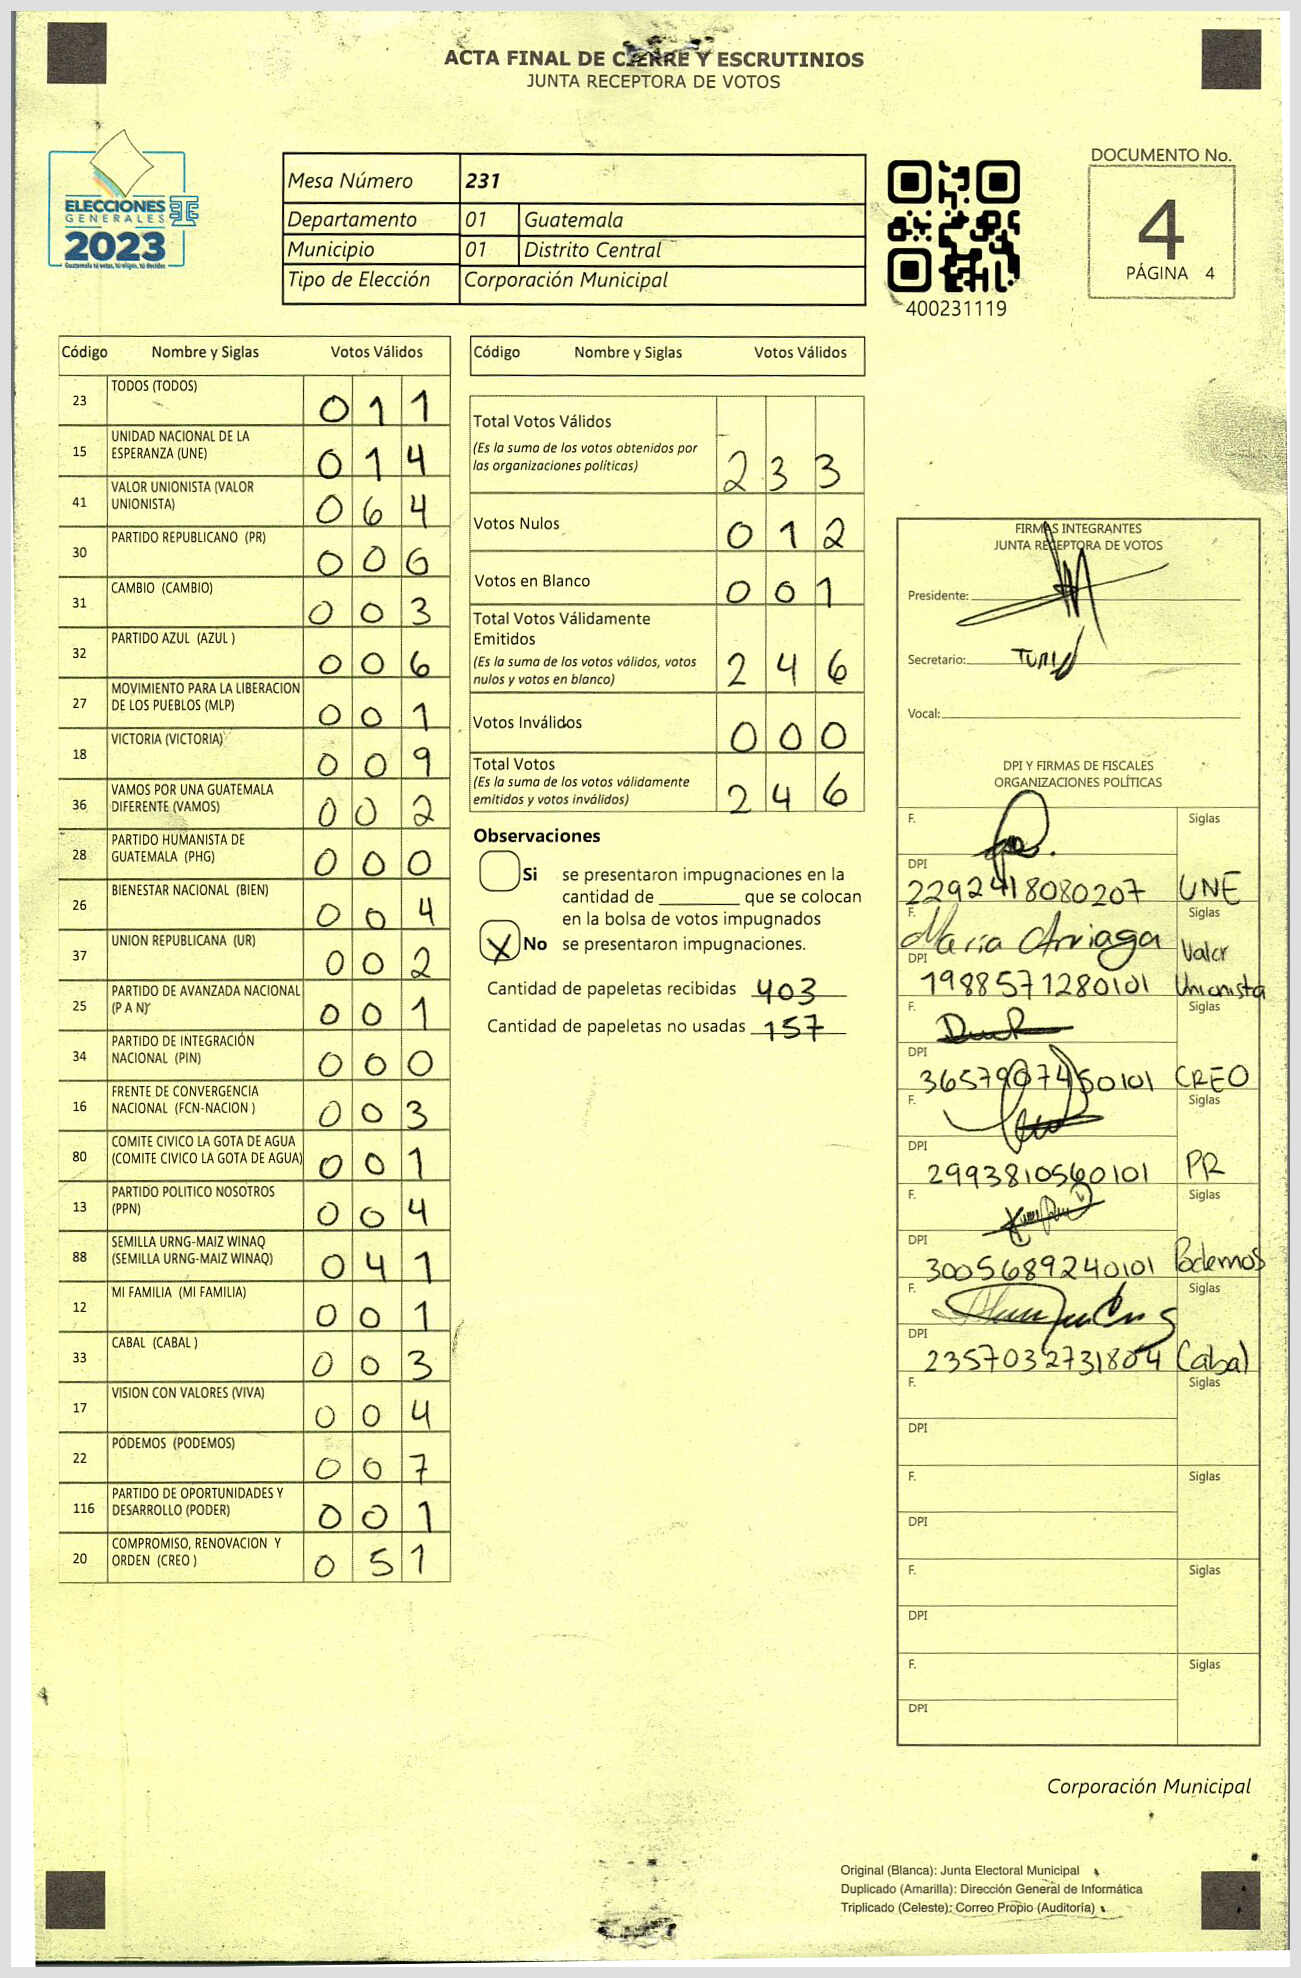 ACTA FINAL DE CIERRE Y ESCRUTINIOS
JUNTA RECEPTORA DE VOTOS
ELECCIONES
GENERALES
2023
Guatemala tú votas, tú eliges, tú decides
Mesa Número 231
Departamento 01 Guatemala
Municipio 01 Distrito Central
Tipo de Elección Corporación Municipal
400231119
DOCUMENTO No.
4
PÁGINA 4
Código Nombre y Siglas Votos Válidos
23 TODOS (TODOS) 0 1 1
15 UNIDAD NACIONAL DE LA
ESPERANZA (UNE) 0 1 4
41 VALOR UNIONISTA (VALOR
UNIONISTA) 0 6 4
30 PARTIDO REPUBLICANO (PR) 0 0 6
31 CAMBIO (CAMBIO) 0 0 3
32 PARTIDO AZUL (AZUL ) 0 0 6
27 MOVIMIENTO PARA LA LIBERACION
DE LOS PUEBLOS (MLP) 0 0 1
18 VICTORIA (VICTORIA) 0 0 9
36 VAMOS POR UNA GUATEMALA
DIFERENTE (VAMOS) 0 0 2
28 PARTIDO HUMANISTA DE
GUATEMALA (PHG) 0 0 0
26 BIENESTAR NACIONAL (BIEN) 0 0 4
37 UNION REPUBLICANA (UR) 0 0 2
25 PARTIDO DE AVANZADA NACIONAL
(P A N) 0 0 1
34 PARTIDO DE INTEGRACIÓN
NACIONAL (PIN) 0 0 0
16 FRENTE DE CONVERGENCIA
NACIONAL (FCN-NACION ) 0 0 3
80 COMITE CIVICO LA GOTA DE AGUA
(COMITE CIVICO LA GOTA DE AGUA) 0 0 1
13 PARTIDO POLITICO NOSOTROS
(PPN) 0 0 4
88 SEMILLA URNG-MAIZ WINAQ
(SEMILLA URNG-MAIZ WINAQ) 0 4 1
12 MI FAMILIA (MI FAMILIA) 0 0 1
33 CABAL (CABAL ) 0 0 3
17 VISION CON VALORES (VIVA) 0 0 4
22 PODEMOS (PODEMOS) 0 0 7
116 PARTIDO DE OPORTUNIDADES Y
DESARROLLO (PODER) 0 0 1
20 COMPROMISO, RENOVACION Y
ORDEN (CREO ) 0 5 1
Código Nombre y Siglas Votos Válidos
Total Votos Válidos
(Es la suma de los votos obtenidos por
las organizaciones políticas) 2 3 3
Votos Nulos 0 1 2
Votos en Blanco 0 0 1
Total Votos Válidamente
Emitidos
(Es la suma de los votos válidos, votos
nulos y votos en blanco) 2 4 6
Votos Inválidos 0 0 0
Total Votos
(Es la suma de los votos válidamente
emitidos y votos inválidos) 2 4 6
Observaciones
Si se presentaron impugnaciones en la
cantidad de ________ que se colocan
en la bolsa de votos impugnados
X No se presentaron impugnaciones.
Cantidad de papeletas recibidas 403
Cantidad de papeletas no usadas 157
FIRMAS INTEGRANTES
JUNTA RECEPTORA DE VOTOS
Presidente:
Secretario:
Vocal:
DPI Y FIRMAS DE FISCALES
ORGANIZACIONES POLÍTICAS
F. Siglas
DPI
2292418080207 UNE
F. Siglas
María Arriaga Valor
DPI
1988571280101 Unionista
F. Siglas
DPI
3657907450101 CREO
F. Siglas
DPI
2993810560101 PR
F. Siglas
DPI
3005689240101 Podemos
F. Siglas
DPI
2357032731804 Cabal
F. Siglas
DPI
F. Siglas
DPI
F. Siglas
DPI
F. Siglas
DPI
Corporación Municipal
Original (Blanca): Junta Electoral Municipal
Duplicado (Amarilla): Dirección General de Informática
Triplicado (Celeste): Correo Propio (Auditoría)